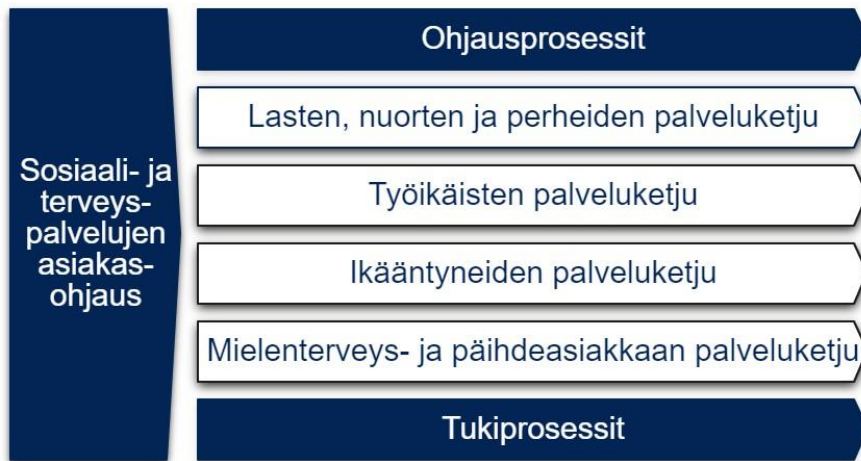 Sosiaali- ja
terveys-
palvelujen
asiakas-
ohjaus
Ohjausprosessit
Lasten, nuorten ja perheiden palveluketju
Työikäisten palveluketju
Ikääntyneiden palveluketju
Mielenterveys- ja päihdeasiakkaan palveluketju
Tukiprosessit